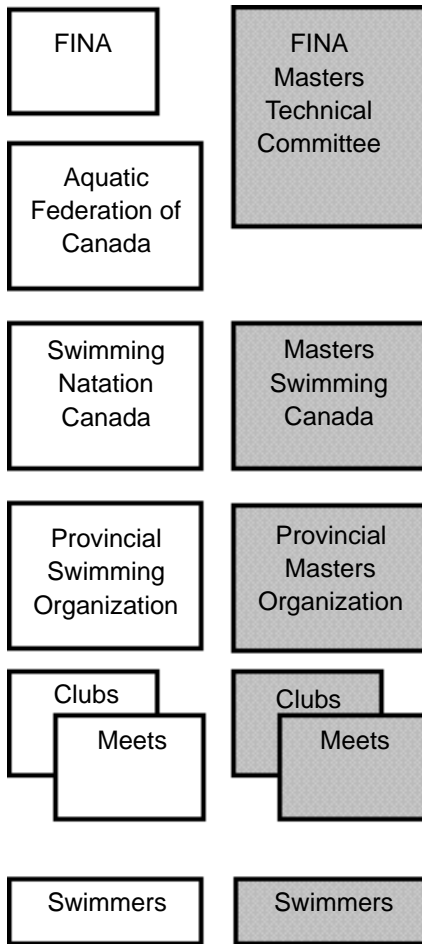 FINA
FINA
Masters
Technical
Committee
Aquatic
Federation of
Canada
Swimming
Natation
Canada
Masters
Swimming
Canada
Provincial
Swimming
Organization
Provincial
Masters
Organization
Clubs
Meets
Clubs
Meets
Swimmers
Swimmers